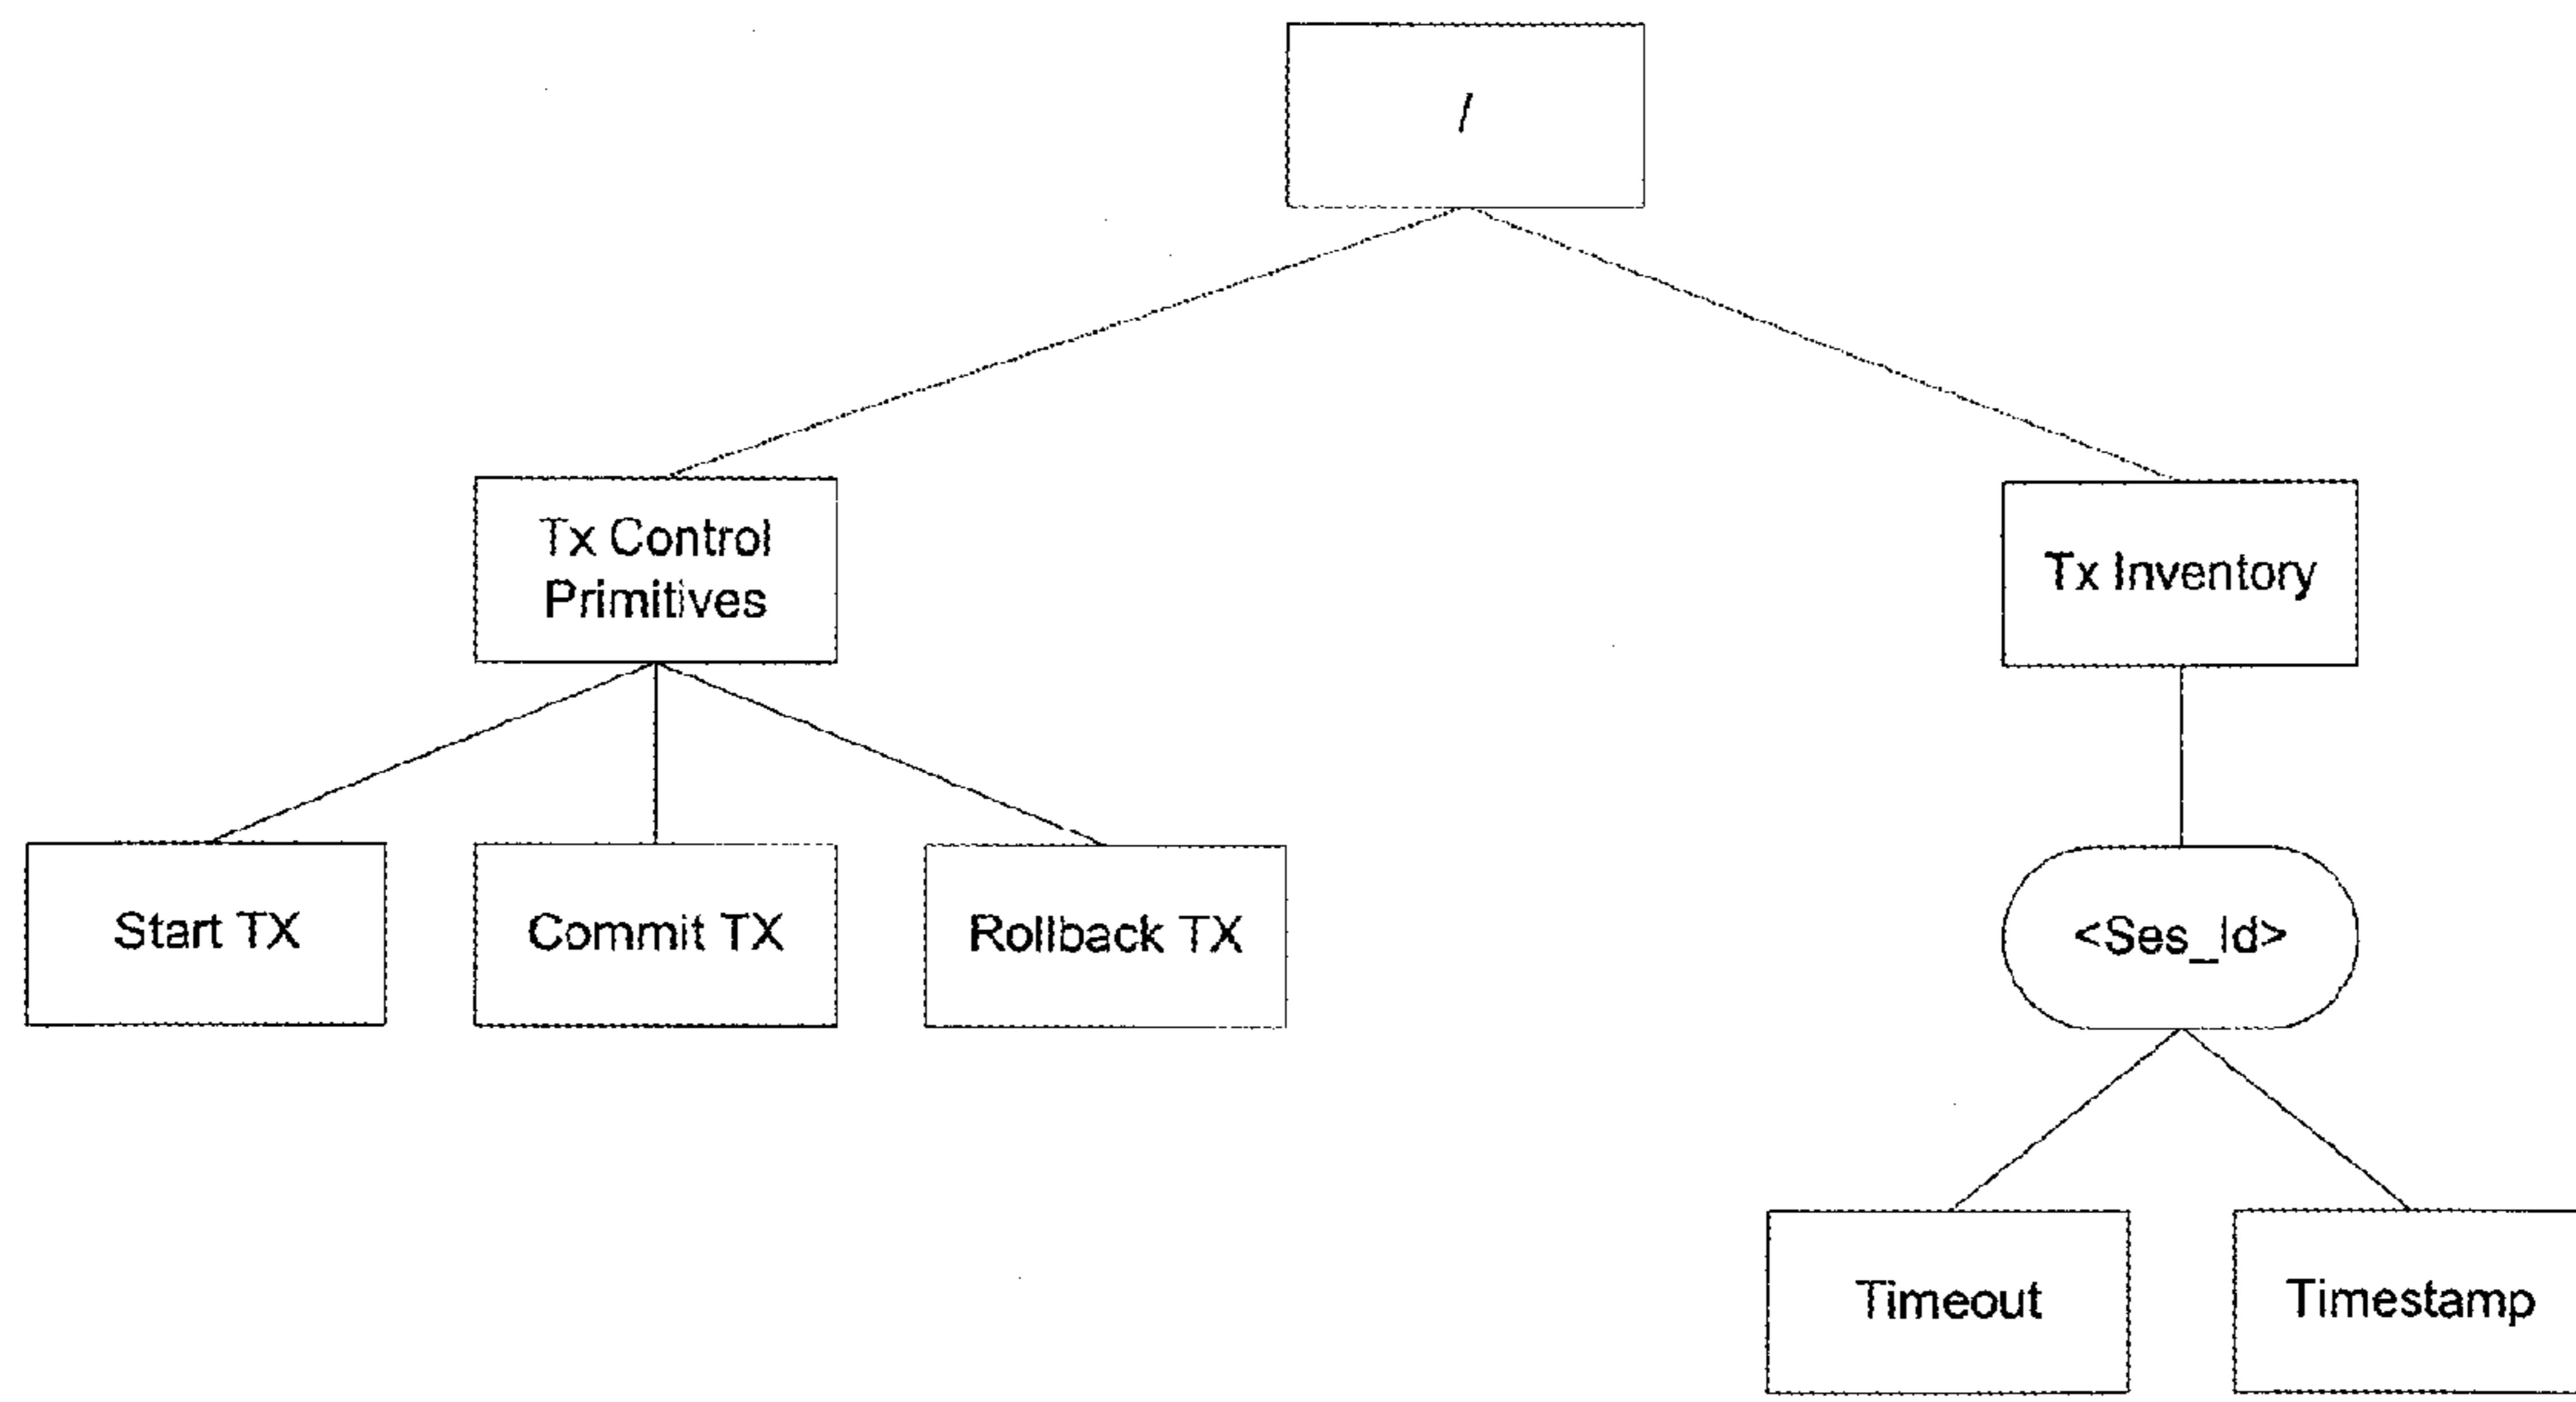 /
Tx Control
Primitives
Tx Inventory
Start TX
Commit TX
Rollback TX
<Ses_Id>
Timeout
Timestamp